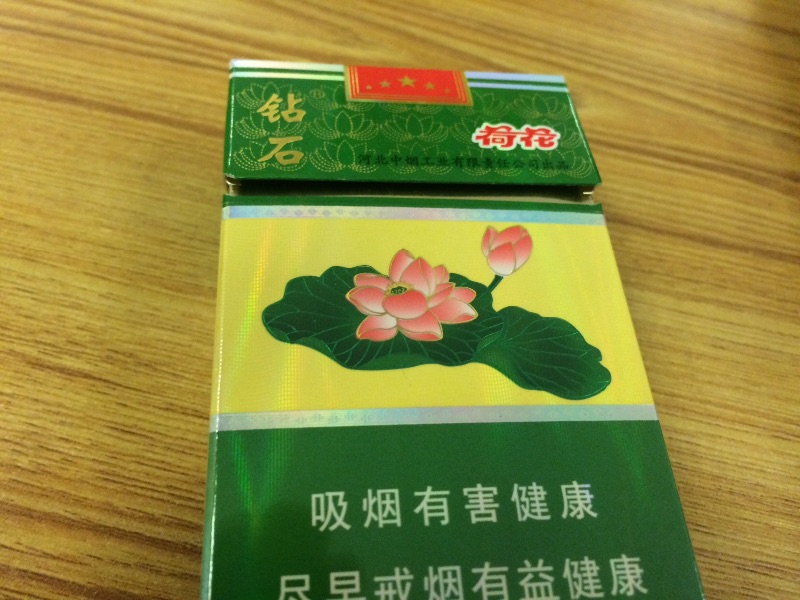 钻石®
荷花
河北中烟工业有限责任公司出品
吸烟有害健康
尽早戒烟有益健康